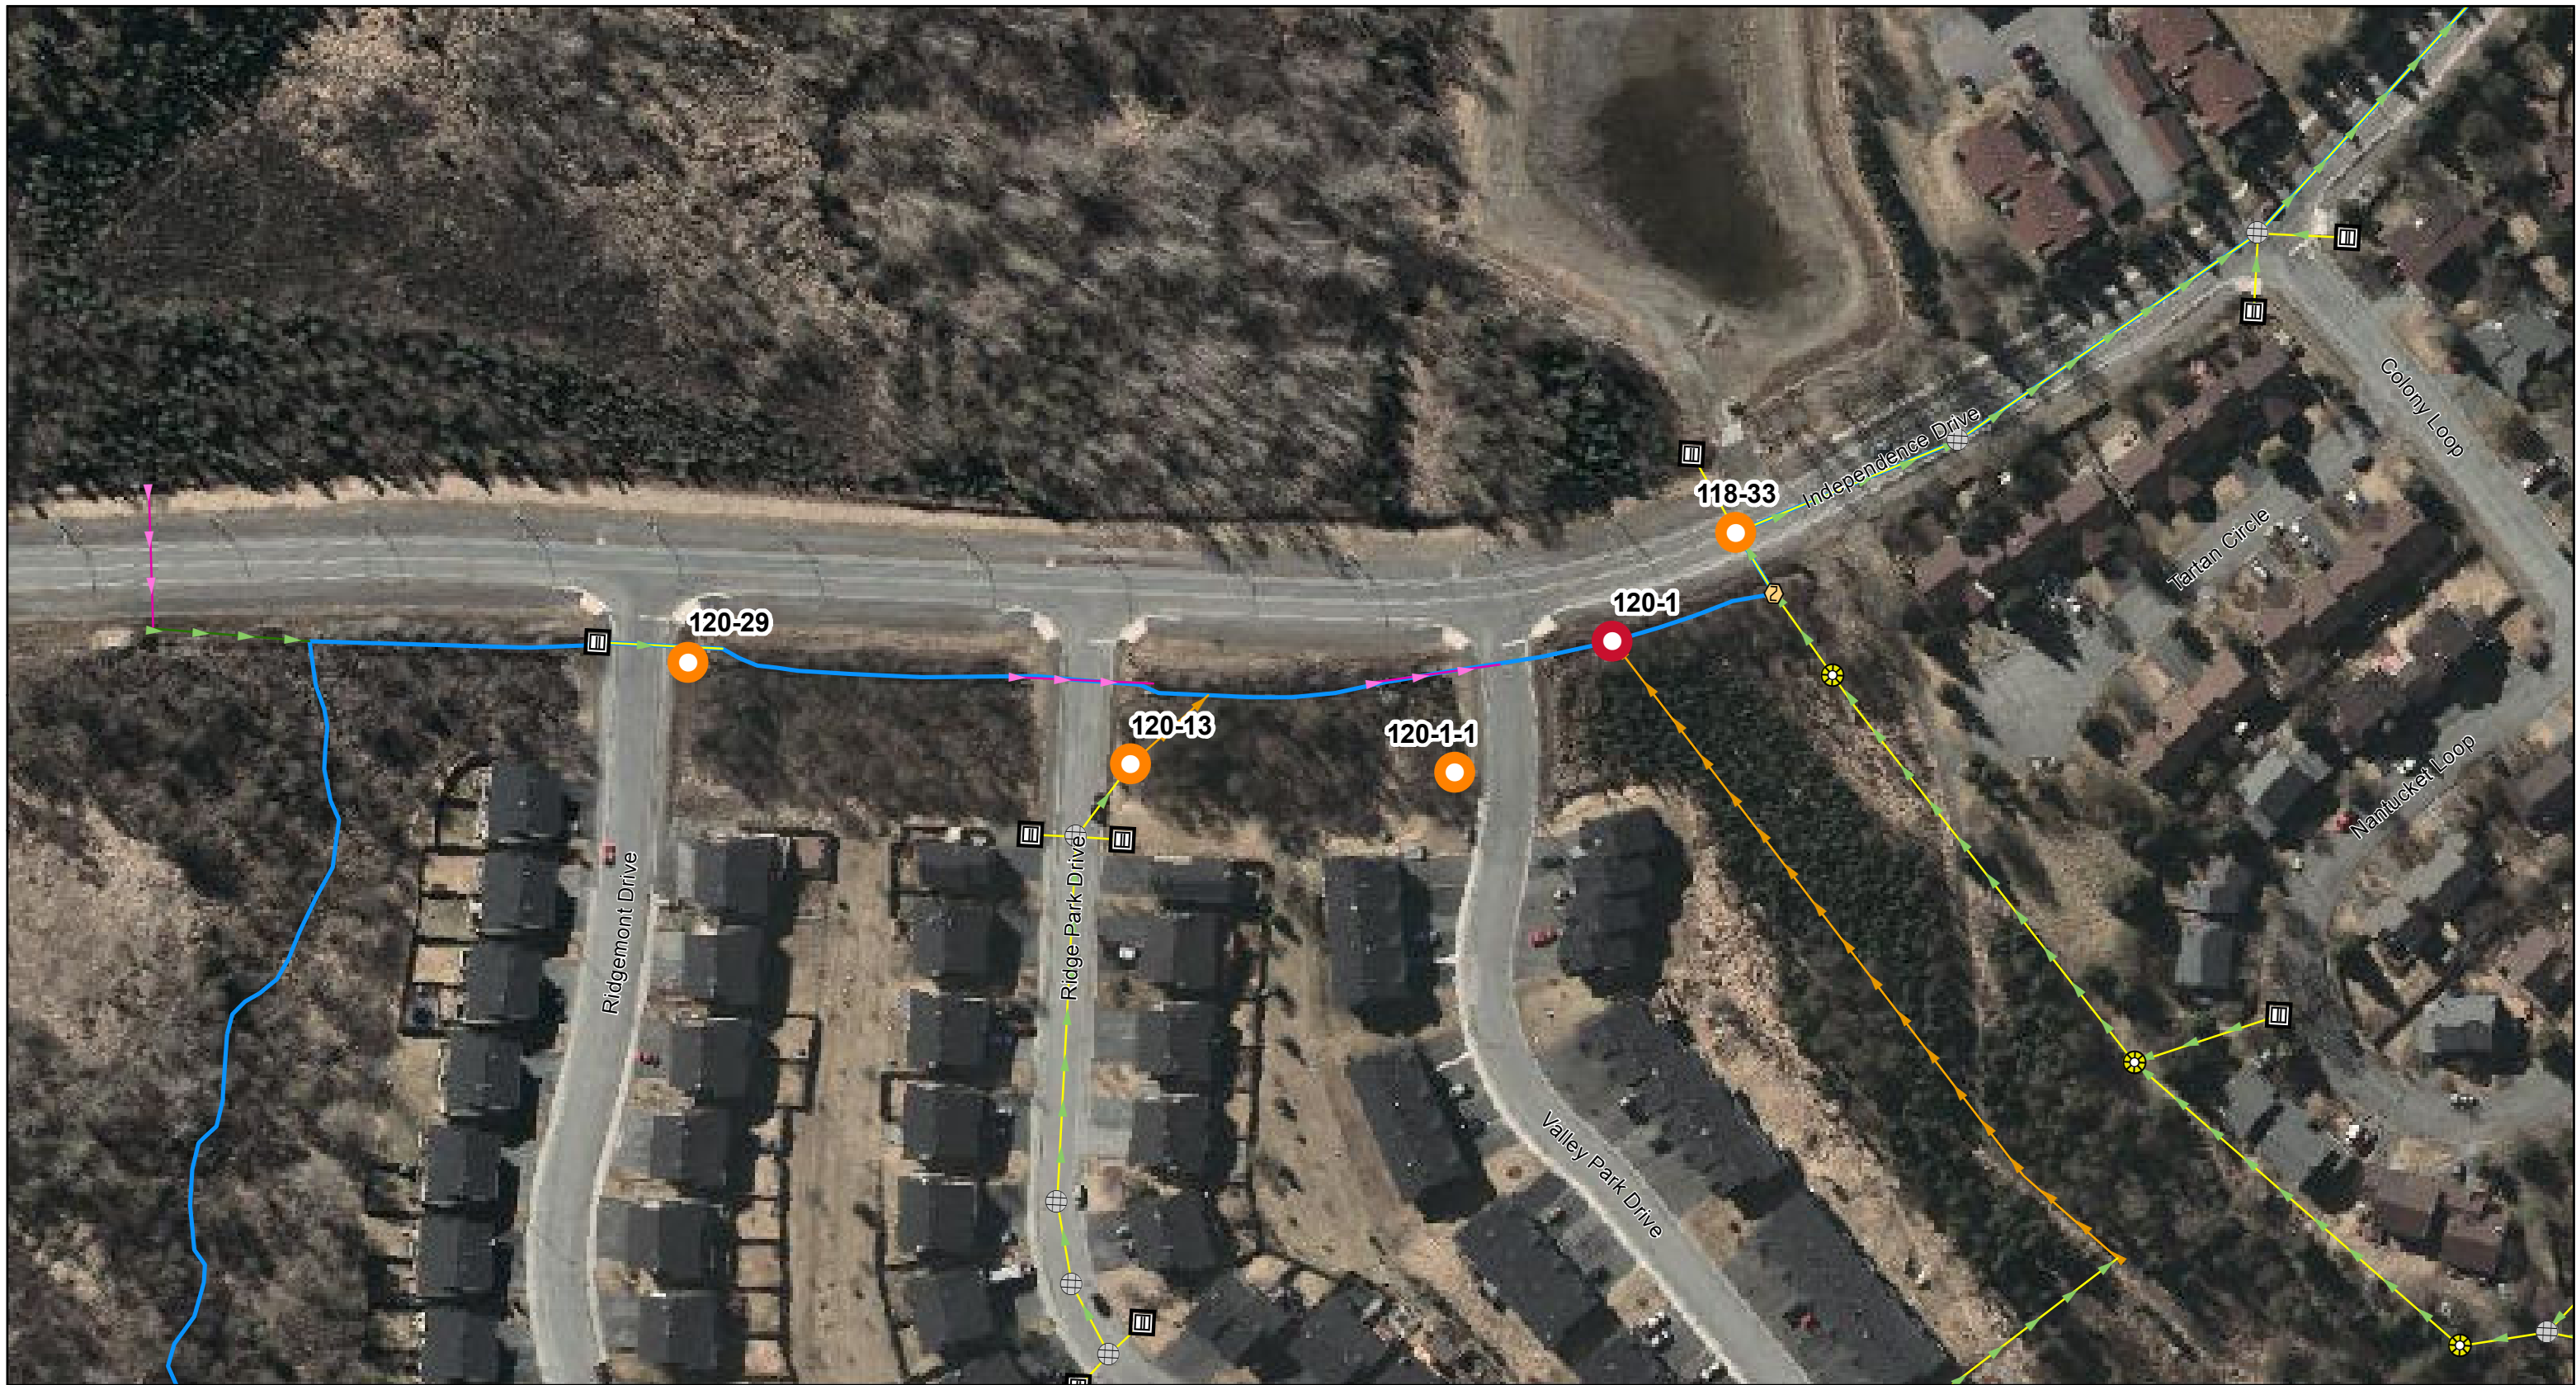 Colony Loop
Independence Drive
118-33
Tartan Circle
120-29
120-1
120-13
120-1-1
Nantucket Loop
Ridgemont Drive
Ridge Park Drive
Valley Park Drive
2